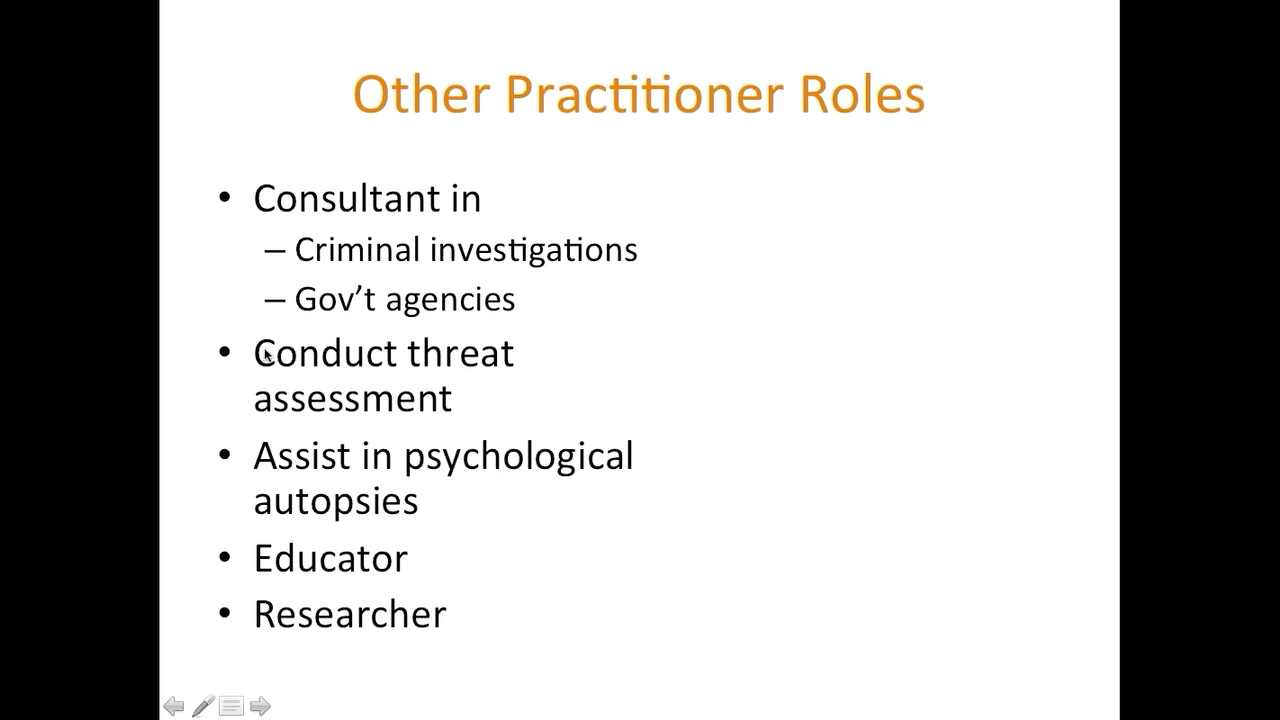 Other Practitioner Roles
• Consultant in
– Criminal investigations
– Gov’t agencies
• Conduct threat
assessment
• Assist in psychological
autopsies
• Educator
• Researcher